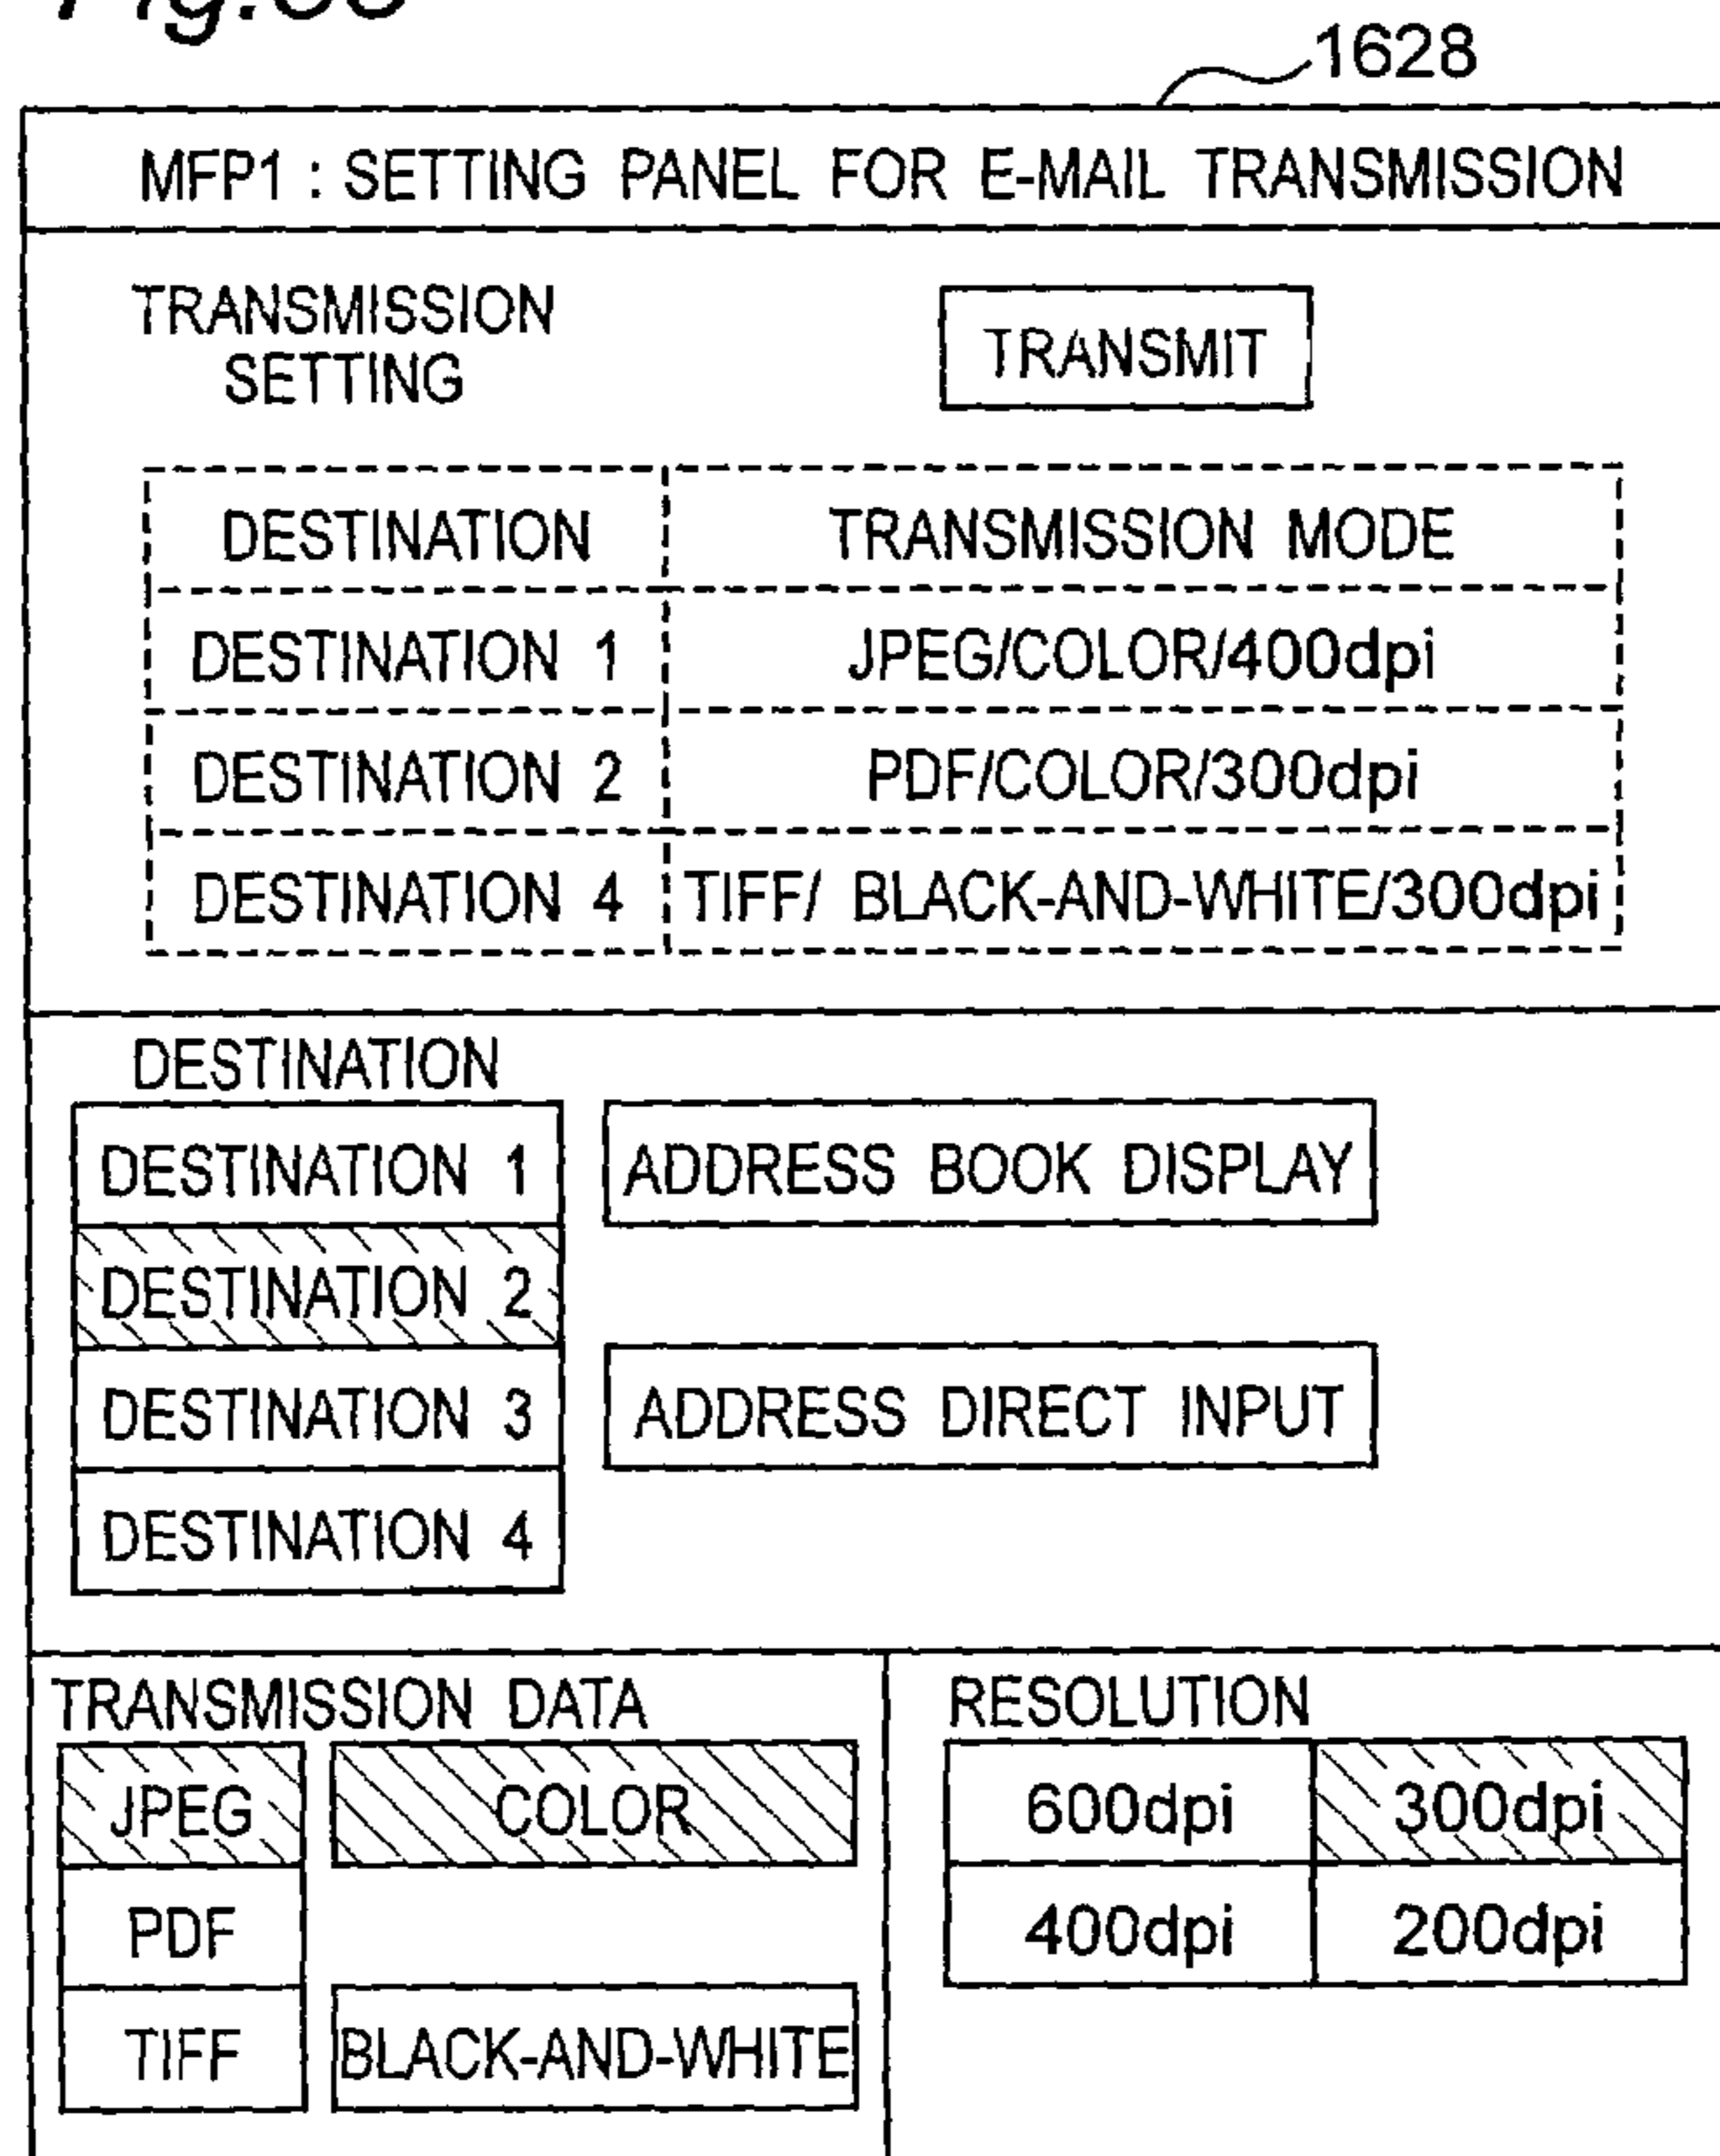 1628
MFP1 : SETTING PANEL FOR E-MAIL TRANSMISSION
TRANSMISSION
SETTING
TRANSMIT
DESTINATION TRANSMISSION MODE
DESTINATION 1 JPEG/COLOR/400dpi
DESTINATION 2 PDF/COLOR/300dpi
DESTINATION 4 TIFF/ BLACK-AND-WHITE/300dpi
DESTINATION
DESTINATION 1 ADDRESS BOOK DISPLAY
DESTINATION 2
DESTINATION 3 ADDRESS DIRECT INPUT
DESTINATION 4
TRANSMISSION DATA RESOLUTION
JPEG COLOR 600dpi 300dpi
PDF 400dpi 200dpi
TIFF BLACK-AND-WHITE